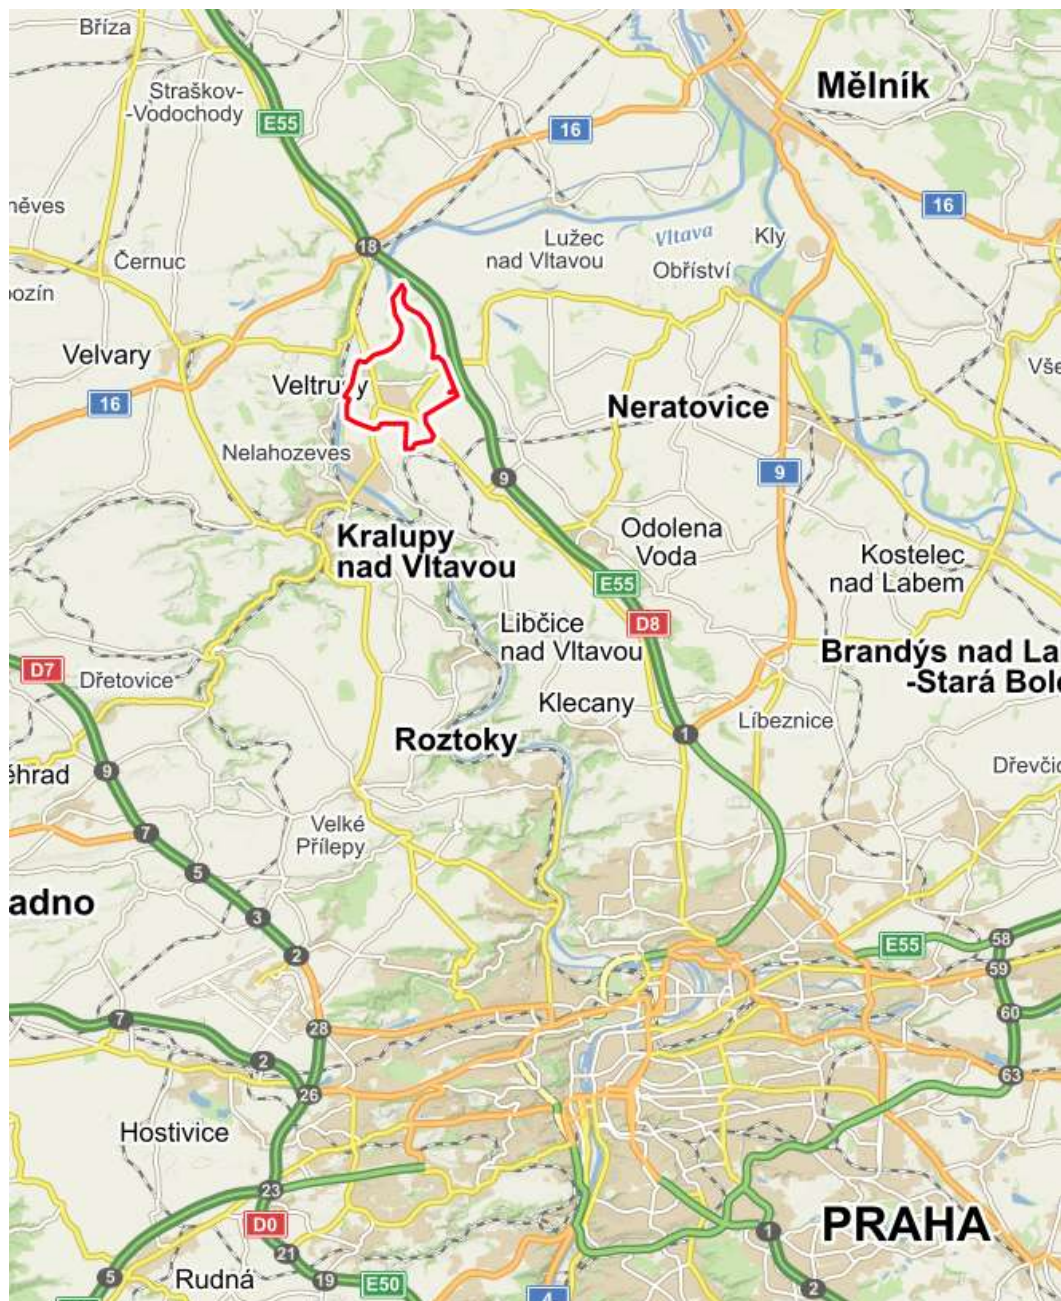 Bříza
Straškov-
-Vodochody
E55
16
Mělník
16
něves
18
Lužec
nad Vltavou
Vltava
Kly
Obříství
Černuc
Velvary
16
Veltrusy
Neratovice
Nelahozeves
9
9
Kralupy
nad Vltavou
Odolena
Voda
Kostelec
nad Labem
E55
D8
Libčice
nad Vltavou
Brandýs nad La
-Stará Bole
D7
Dřetovice
Klecany
Líbeznice
1
Roztoky
9
Dřevčic
7
Velké
Přílepy
5
adno
3
2
E55
58
59
7
28
60
2
26
63
Hostivice
23
D0
PRAHA
1
21
5
Rudná
19
E50
2
4